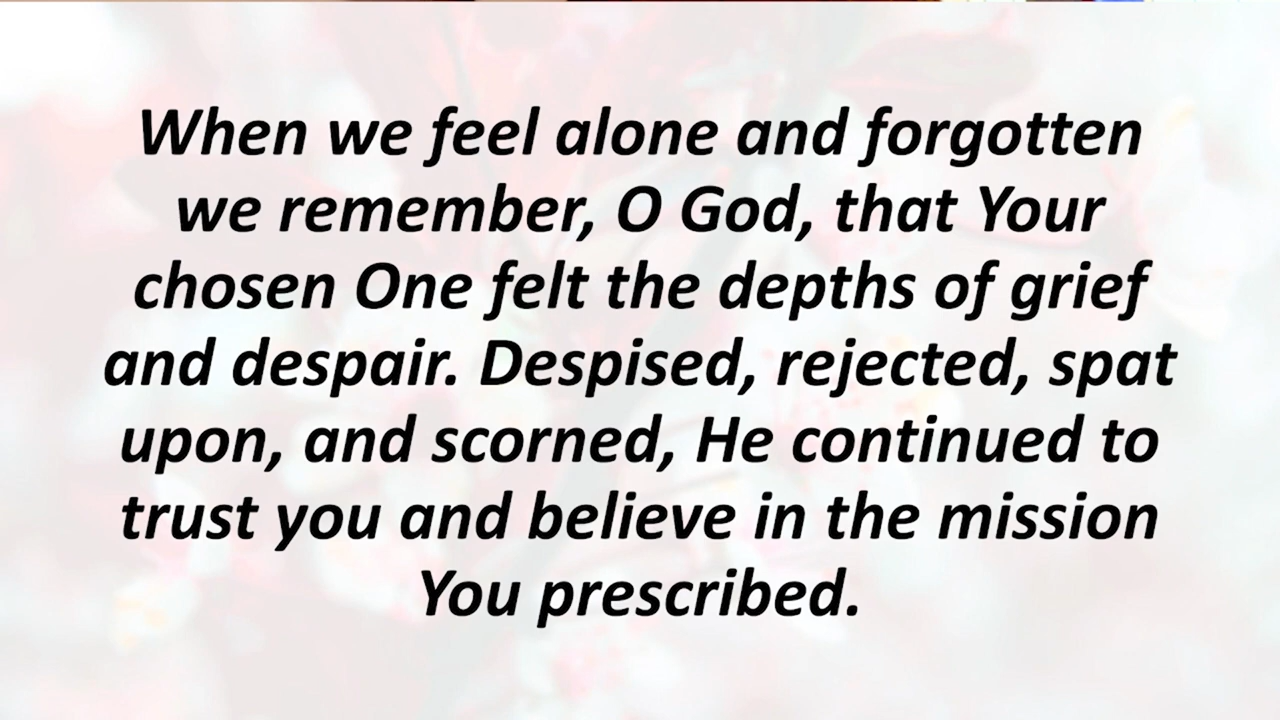 When we feel alone and forgotten
we remember, O God, that Your
chosen One felt the depths of grief
and despair. Despised, rejected, spat
upon, and scorned, He continued to
trust you and believe in the mission
You prescribed.